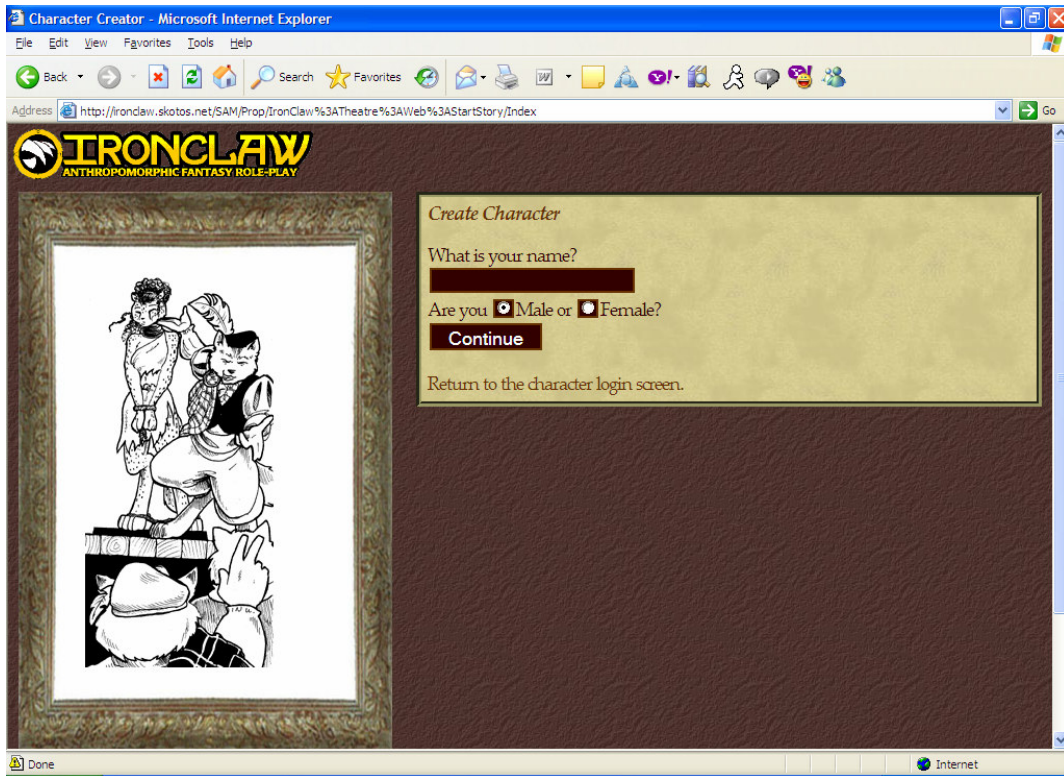 Character Creator - Microsoft Internet Explorer
File Edit View Favorites Tools Help
Back Search Favorites
Address http://ironclaw.skotos.net/SAM/Prop/IronClaw%3ATheatre%3AWeb%3AStartStory/Index Go
IRONCLAW
ANTHROPOMORPHIC FANTASY ROLE-PLAY
Create Character
What is your name?
Are you Male or Female?
Continue
Return to the character login screen.
Done Internet